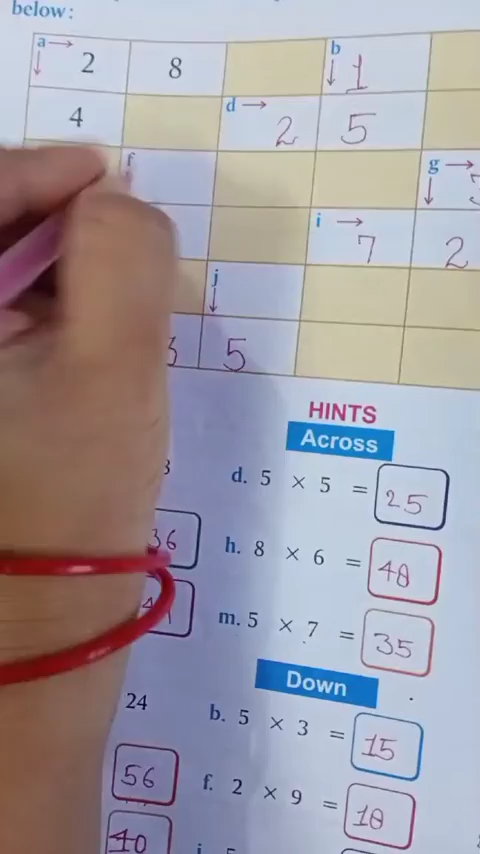 below:
a → 2 8 b 1
4 d → 2 5
f g →
i → 7 2
j
3 5
HINTS
Across
3 d. 5 × 5 = 25
36 h. 8 × 6 = 48
m. 5 × 7 = 35
Down
24 b. 5 × 3 = 15
56 f. 2 × 9 = 18
40